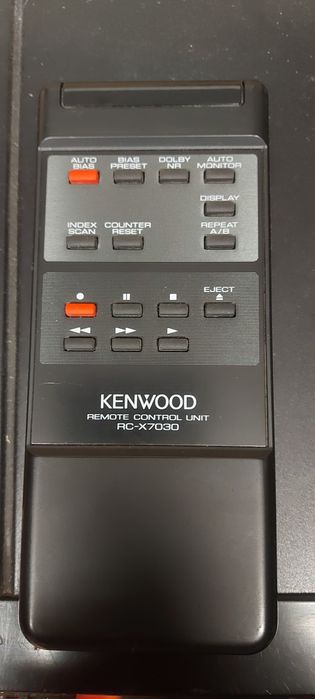 AUTO BIAS DOLBY AUTO
BIAS PRESET NR MONITOR
DISPLAY
INDEX COUNTER REPEAT
SCAN RESET A/B
EJECT
KENWOOD
REMOTE CONTROL UNIT
RC-X7030